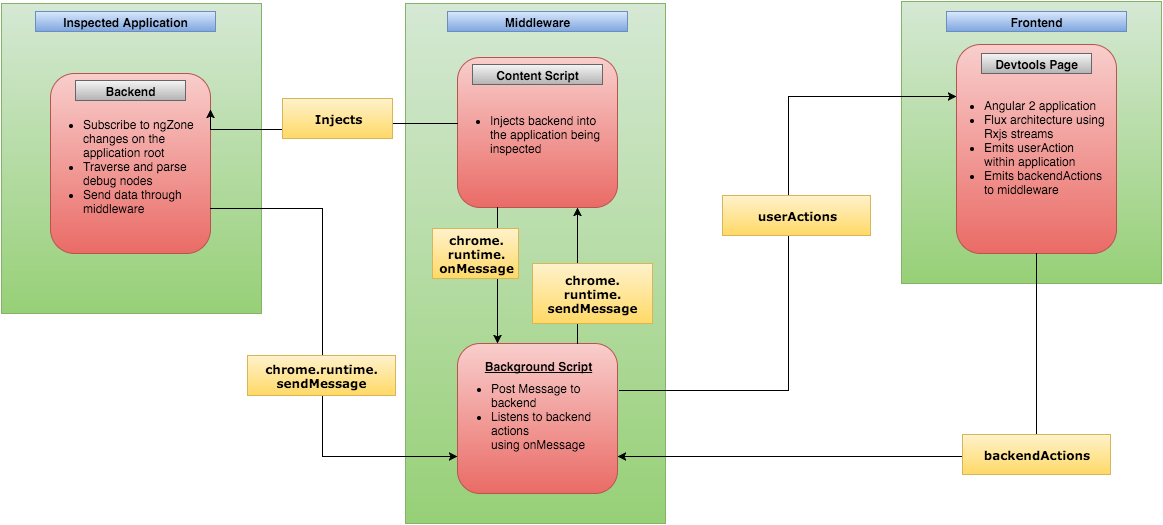 Inspected Application
Backend
• Subscribe to ngZone
changes on the
application root
• Traverse and parse
debug nodes
• Send data through
middleware
Injects
chrome.runtime.
sendMessage
Middleware
Content Script
• Injects backend into
the application being
inspected
chrome.
runtime.
onMessage
chrome.
runtime.
sendMessage
Background Script
• Post Message to
backend
• Listens to backend
actions
using onMessage
userActions
Frontend
Devtools Page
• Angular 2 application
• Flux architecture using
Rxjs streams
• Emits userAction
within application
• Emits backendActions
to middleware
backendActions